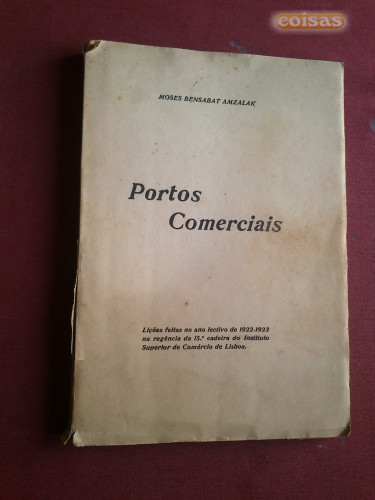 coisas
MOSES BENSABAT AMZALAK
Portos
Comerciais
Lições feitas no ano lectivo de 1922-1923
na regência da 15.ª cadeira do Instituto
Superior de Comércio de Lisboa.